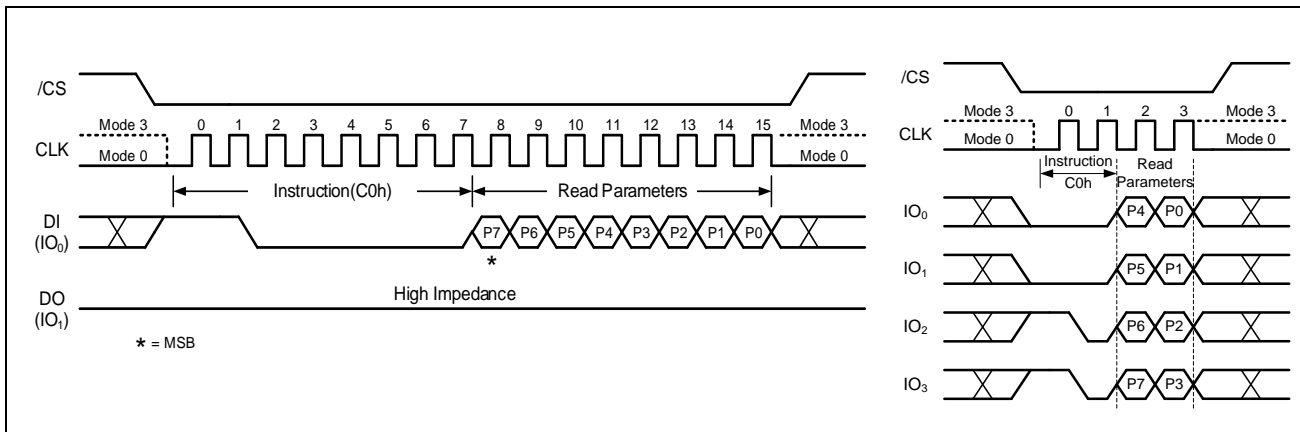 /CS
Mode 3 0 1 2 3 4 5 6 7 8 9 10 11 12 13 14 15 Mode 3
CLK Mode 0 Mode 0
Instruction(C0h) Read Parameters
DI
(IO₀)
P7 P6 P5 P4 P3 P2 P1 P0
*
DO
(IO₁)
High Impedance
* = MSB
/CS
Mode 3 0 1 2 3 Mode 3
CLK Mode 0 Mode 0
Instruction
C0h
Read
Parameters
IO₀ P4 P0
IO₁ P5 P1
IO₂ P6 P2
IO₃ P7 P3